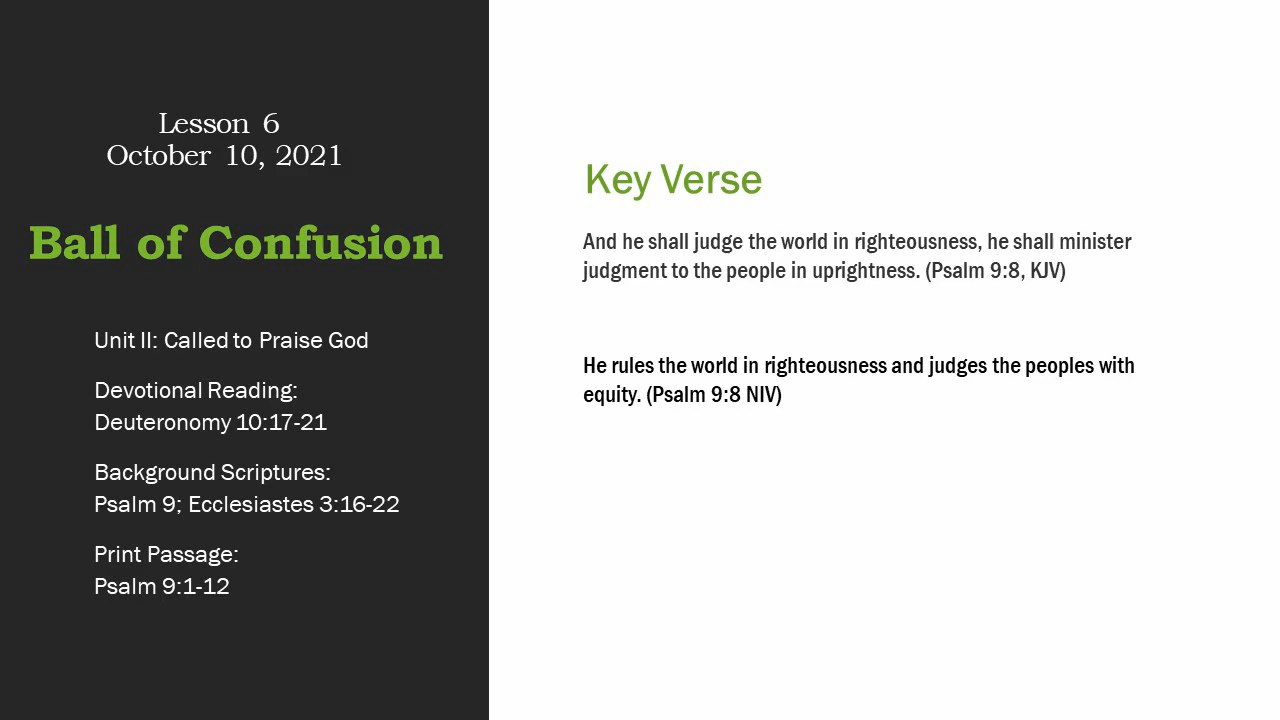 Lesson 6
October 10, 2021
Ball of Confusion
Unit II: Called to Praise God
Devotional Reading:
Deuteronomy 10:17-21
Background Scriptures:
Psalm 9; Ecclesiastes 3:16-22
Print Passage:
Psalm 9:1-12
Key Verse
And he shall judge the world in righteousness, he shall minister
judgment to the people in uprightness. (Psalm 9:8, KJV)
He rules the world in righteousness and judges the peoples with
equity. (Psalm 9:8 NIV)